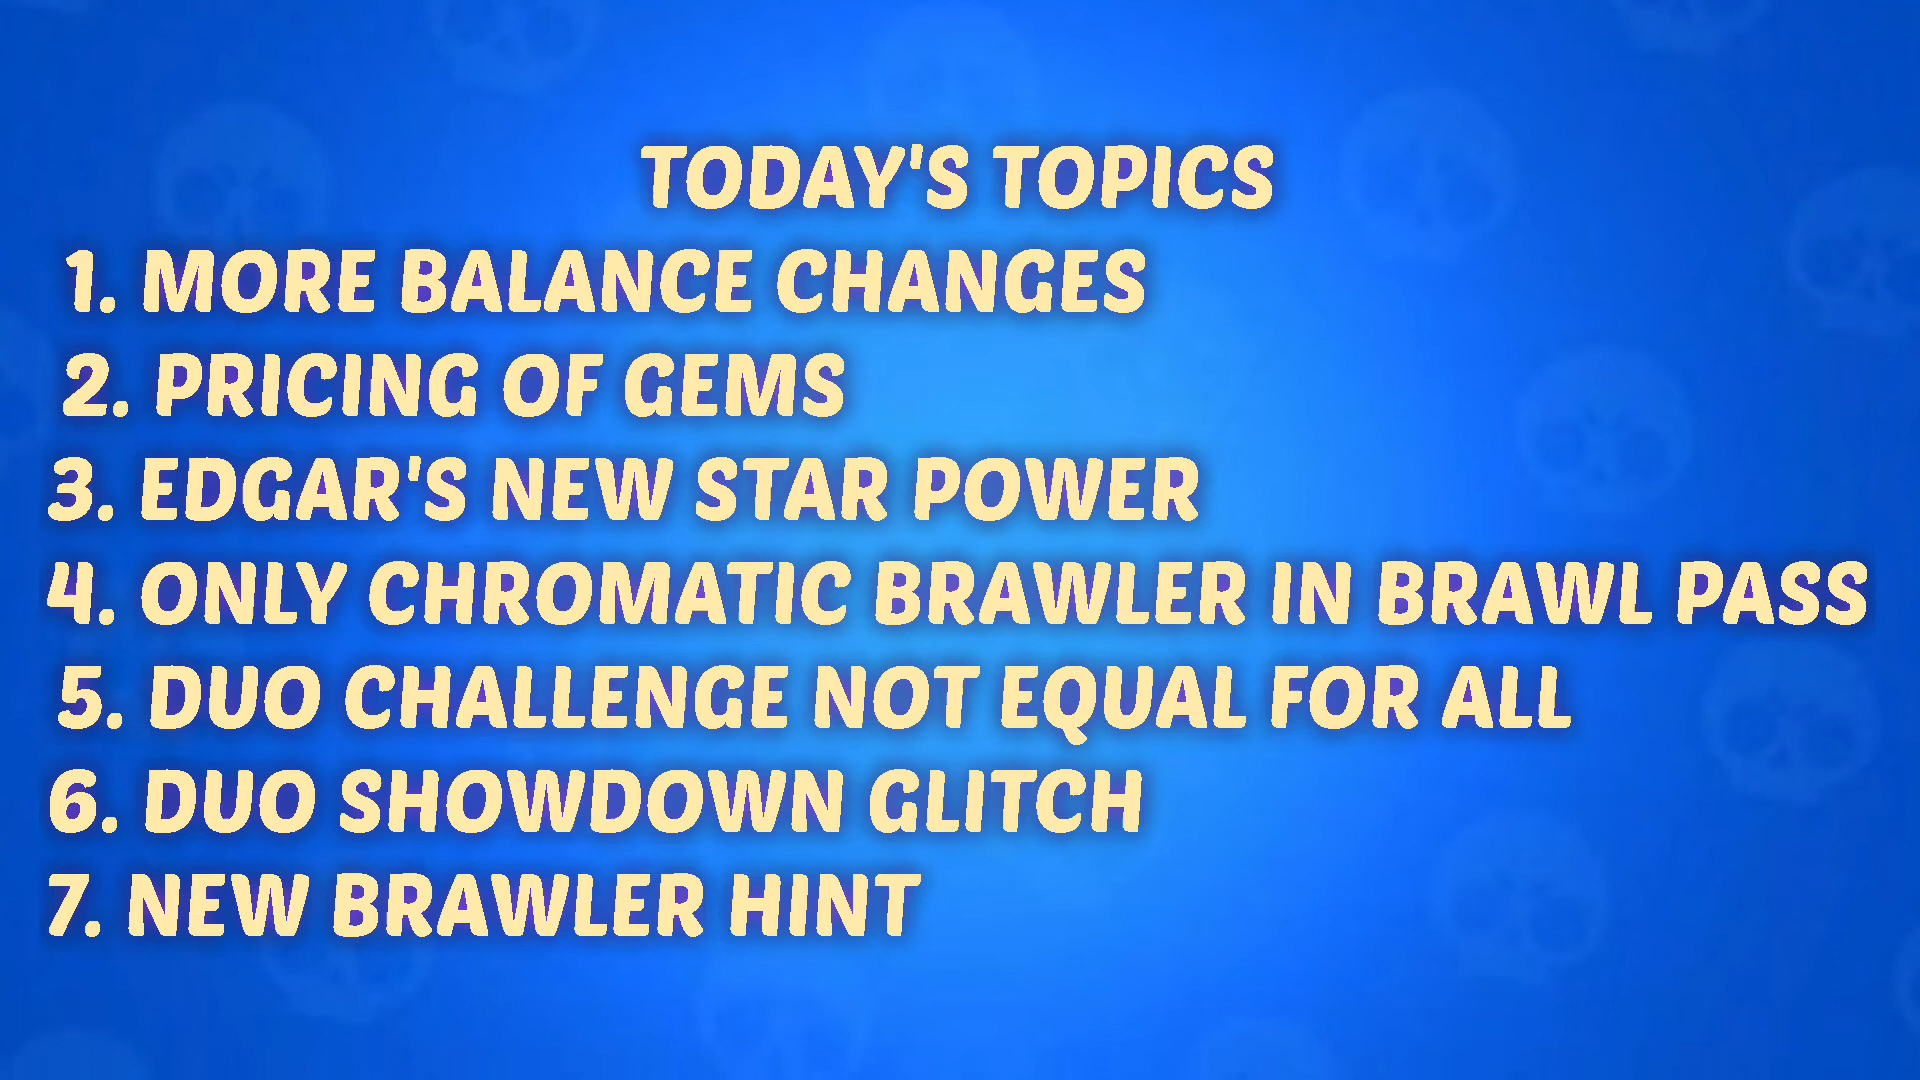 TODAY'S TOPICS
1. MORE BALANCE CHANGES
2. PRICING OF GEMS
3. EDGAR'S NEW STAR POWER
4. ONLY CHROMATIC BRAWLER IN BRAWL PASS
5. DUO CHALLENGE NOT EQUAL FOR ALL
6. DUO SHOWDOWN GLITCH
7. NEW BRAWLER HINT